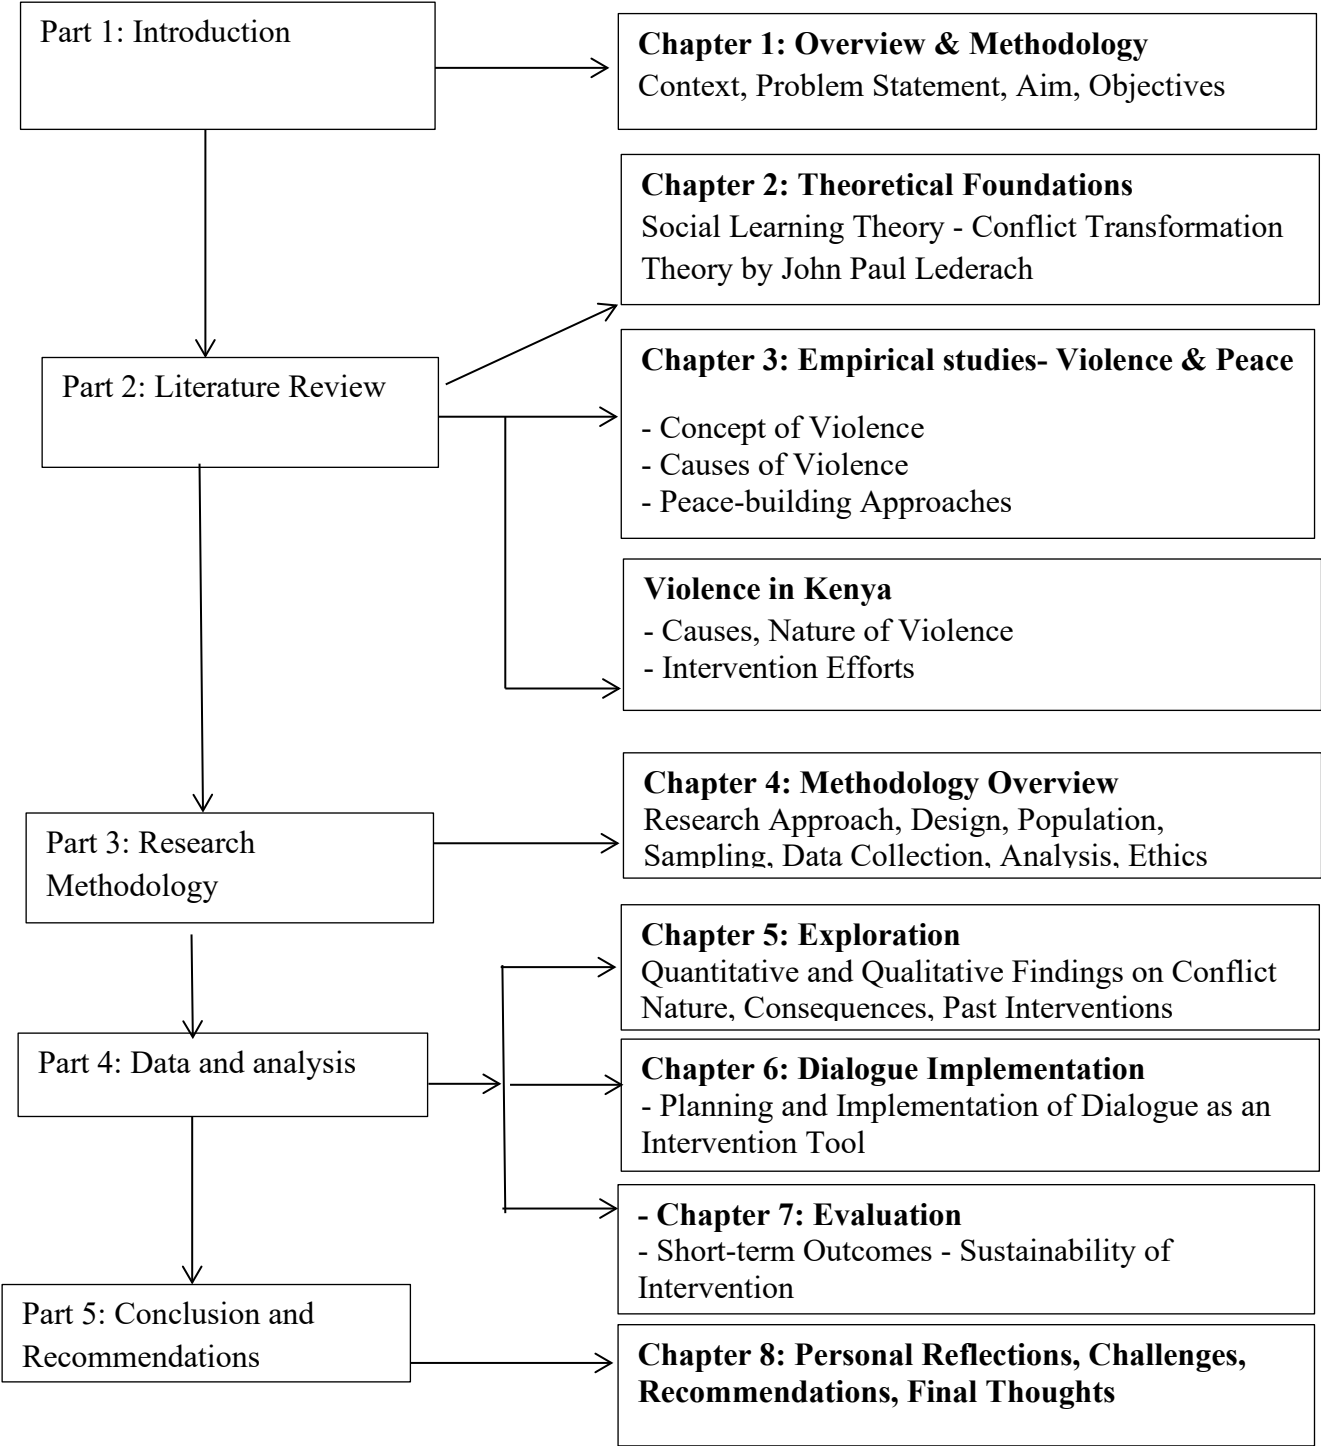 Part 1: Introduction
Chapter 1: Overview & Methodology
Context, Problem Statement, Aim, Objectives
Chapter 2: Theoretical Foundations
Social Learning Theory - Conflict Transformation
Theory by John Paul Lederach
Part 2: Literature Review
Chapter 3: Empirical studies- Violence & Peace
- Concept of Violence
- Causes of Violence
- Peace-building Approaches
Violence in Kenya
- Causes, Nature of Violence
- Intervention Efforts
Part 3: Research
Methodology
Chapter 4: Methodology Overview
Research Approach, Design, Population,
Sampling, Data Collection, Analysis, Ethics
Part 4: Data and analysis
Chapter 5: Exploration
Quantitative and Qualitative Findings on Conflict
Nature, Consequences, Past Interventions
Chapter 6: Dialogue Implementation
- Planning and Implementation of Dialogue as an
Intervention Tool
- Chapter 7: Evaluation
- Short-term Outcomes - Sustainability of
Intervention
Part 5: Conclusion and
Recommendations
Chapter 8: Personal Reflections, Challenges,
Recommendations, Final Thoughts